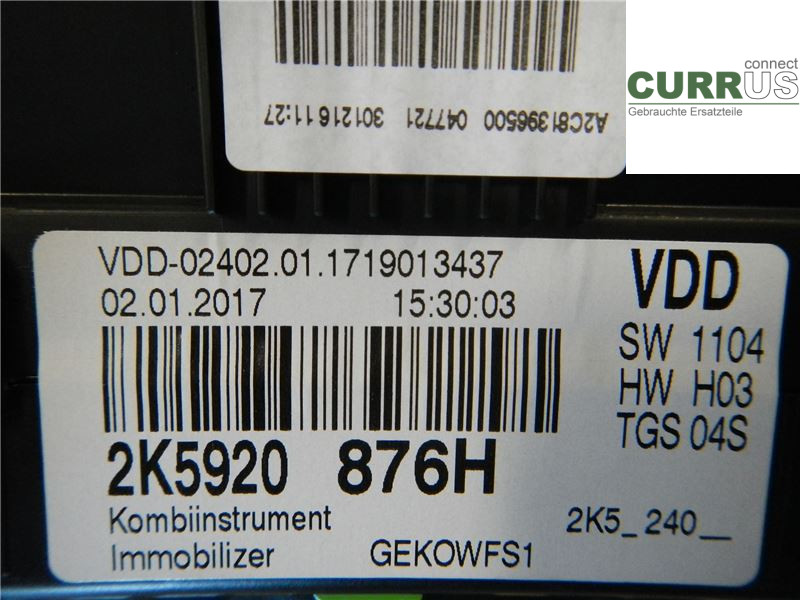 connect
CURRUS
Gebrauchte Ersatzteile
A2C81396500 047721 301216 11:27
VDD-02402.01.1719013437
02.01.2017 15:30:03
VDD
SW 1104
HW H03
TGS 04S
2K5920 876H
Kombiinstrument 2K5_240__
Immobilizer GEKOWFS1